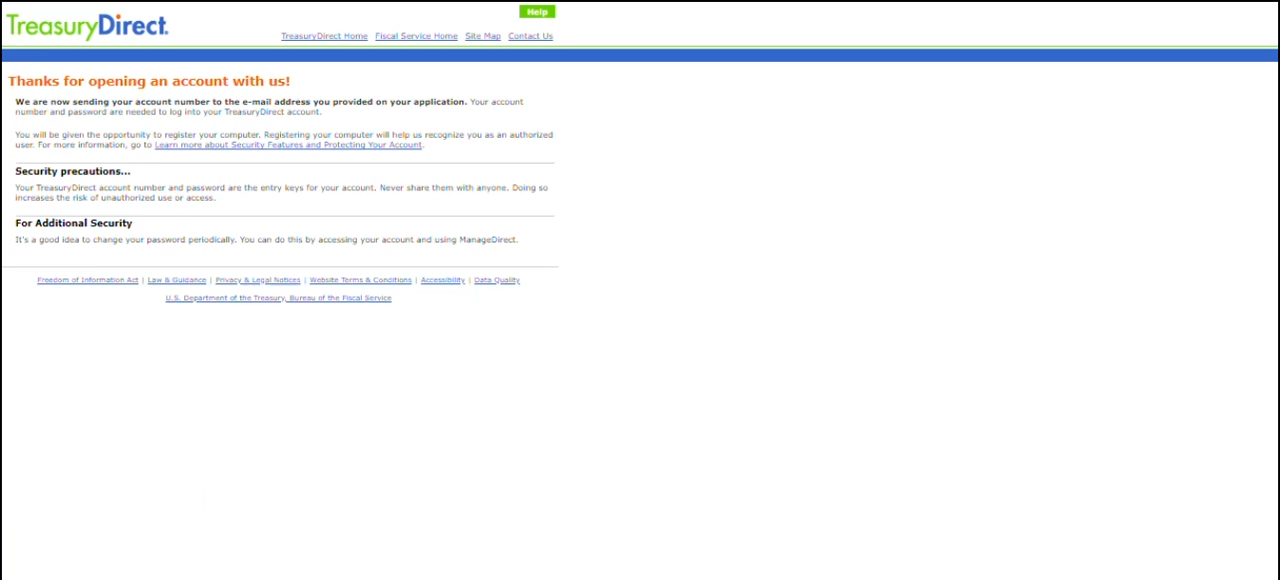 Help
TreasuryDirect.
TreasuryDirect Home Fiscal Service Home Site Map Contact Us
Thanks for opening an account with us!
We are now sending your account number to the e-mail address you provided on your application. Your account
number and password are needed to log into your TreasuryDirect account.
You will be given the opportunity to register your computer. Registering your computer will help us recognize you as an authorized
user. For more information, go to Learn more about Security Features and Protecting Your Account.
Security precautions...
Your TreasuryDirect account number and password are the entry keys for your account. Never share them with anyone. Doing so
increases the risk of unauthorized use or access.
For Additional Security
It's a good idea to change your password periodically. You can do this by accessing your account and using ManageDirect.
Freedom of Information Act | Law & Guidance | Privacy & Legal Notices | Website Terms & Conditions | Accessibility | Data Quality
U.S. Department of the Treasury, Bureau of the Fiscal Service